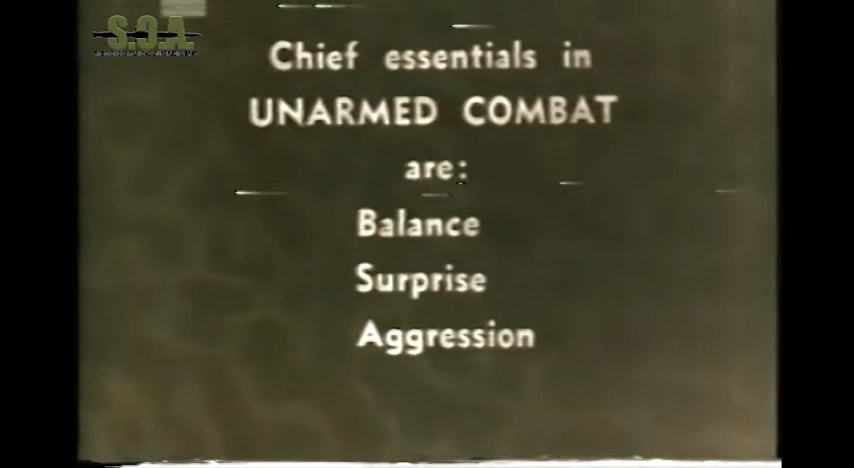 S.O.A.
Chief essentials in
UNARMED COMBAT
are:
Balance
Surprise
Aggression